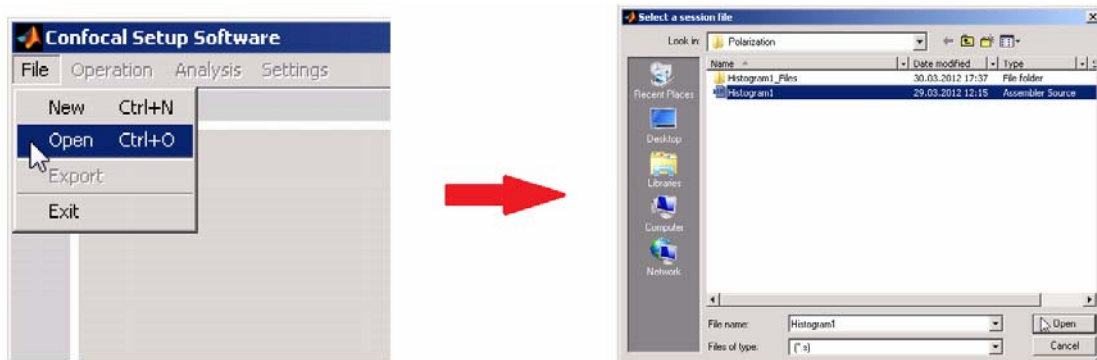 Confocal Setup Software
File Operation Analysis Settings
New Ctrl+N
Open Ctrl+O
Export
Exit
Select a session file
Look in: Polarization
Name Date modified Type
Histogram1_Files 30.03.2012 17:37 File folder
Histogram1 29.03.2012 12:15 Assembler Source
Recent Places
Desktop
Libraries
Computer
Network
File name: Histogram1 Open
Files of type: (*.s) Cancel